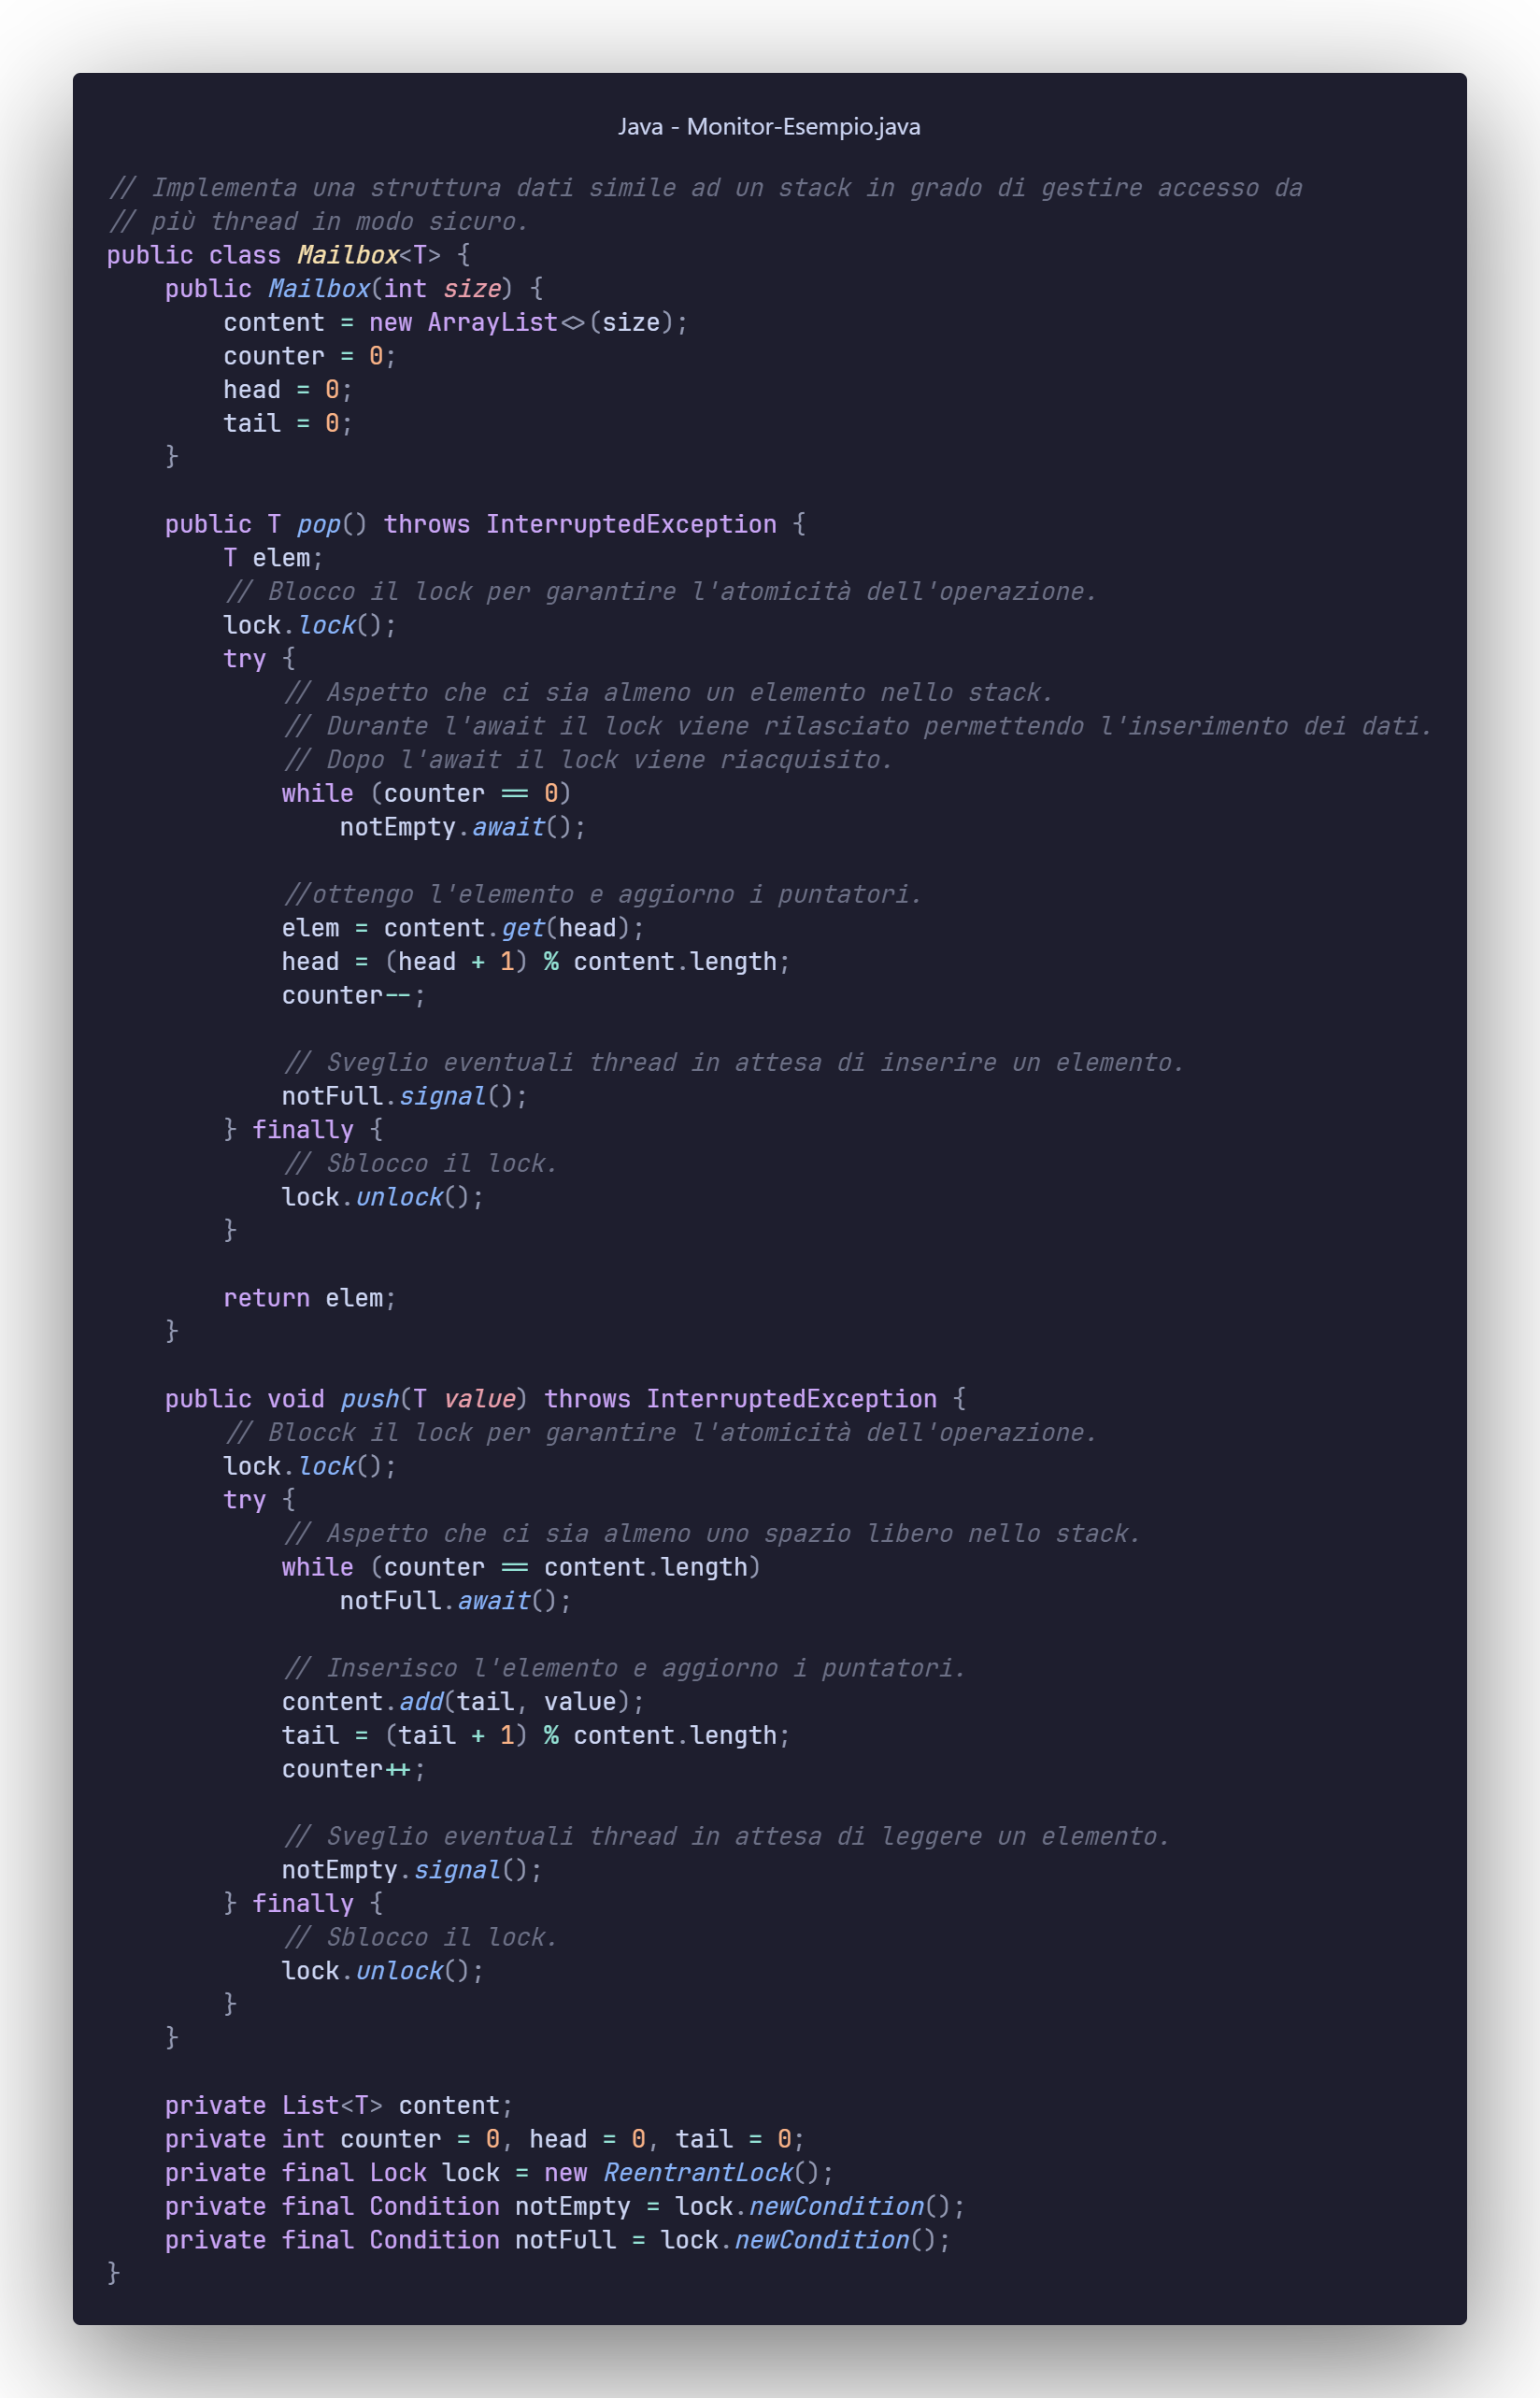 Java - Monitor-Esempio.java
// Implementa una struttura dati simile ad un stack in grado di gestire accesso da
// più thread in modo sicuro.
public class Mailbox<T> {
    public Mailbox(int size) {
        content = new ArrayList<>(size);
        counter = 0;
        head = 0;
        tail = 0;
    }

    public T pop() throws InterruptedException {
        T elem;
        // Blocco il lock per garantire l'atomicità dell'operazione.
        lock.lock();
        try {
            // Aspetto che ci sia almeno un elemento nello stack.
            // Durante l'await il lock viene rilasciato permettendo l'inserimento dei dati.
            // Dopo l'await il lock viene riacquisito.
            while (counter == 0)
                notEmpty.await();

            //ottengo l'elemento e aggiorno i puntatori.
            elem = content.get(head);
            head = (head + 1) % content.length;
            counter--;

            // Sveglio eventuali thread in attesa di inserire un elemento.
            notFull.signal();
        } finally {
            // Sblocco il lock.
            lock.unlock();
        }

        return elem;
    }

    public void push(T value) throws InterruptedException {
        // Blocck il lock per garantire l'atomicità dell'operazione.
        lock.lock();
        try {
            // Aspetto che ci sia almeno uno spazio libero nello stack.
            while (counter == content.length)
                notFull.await();

            // Inserisco l'elemento e aggiorno i puntatori.
            content.add(tail, value);
            tail = (tail + 1) % content.length;
            counter++;

            // Sveglio eventuali thread in attesa di leggere un elemento.
            notEmpty.signal();
        } finally {
            // Sblocco il lock.
            lock.unlock();
        }
    }

    private List<T> content;
    private int counter = 0, head = 0, tail = 0;
    private final Lock lock = new ReentrantLock();
    private final Condition notEmpty = lock.newCondition();
    private final Condition notFull = lock.newCondition();
}